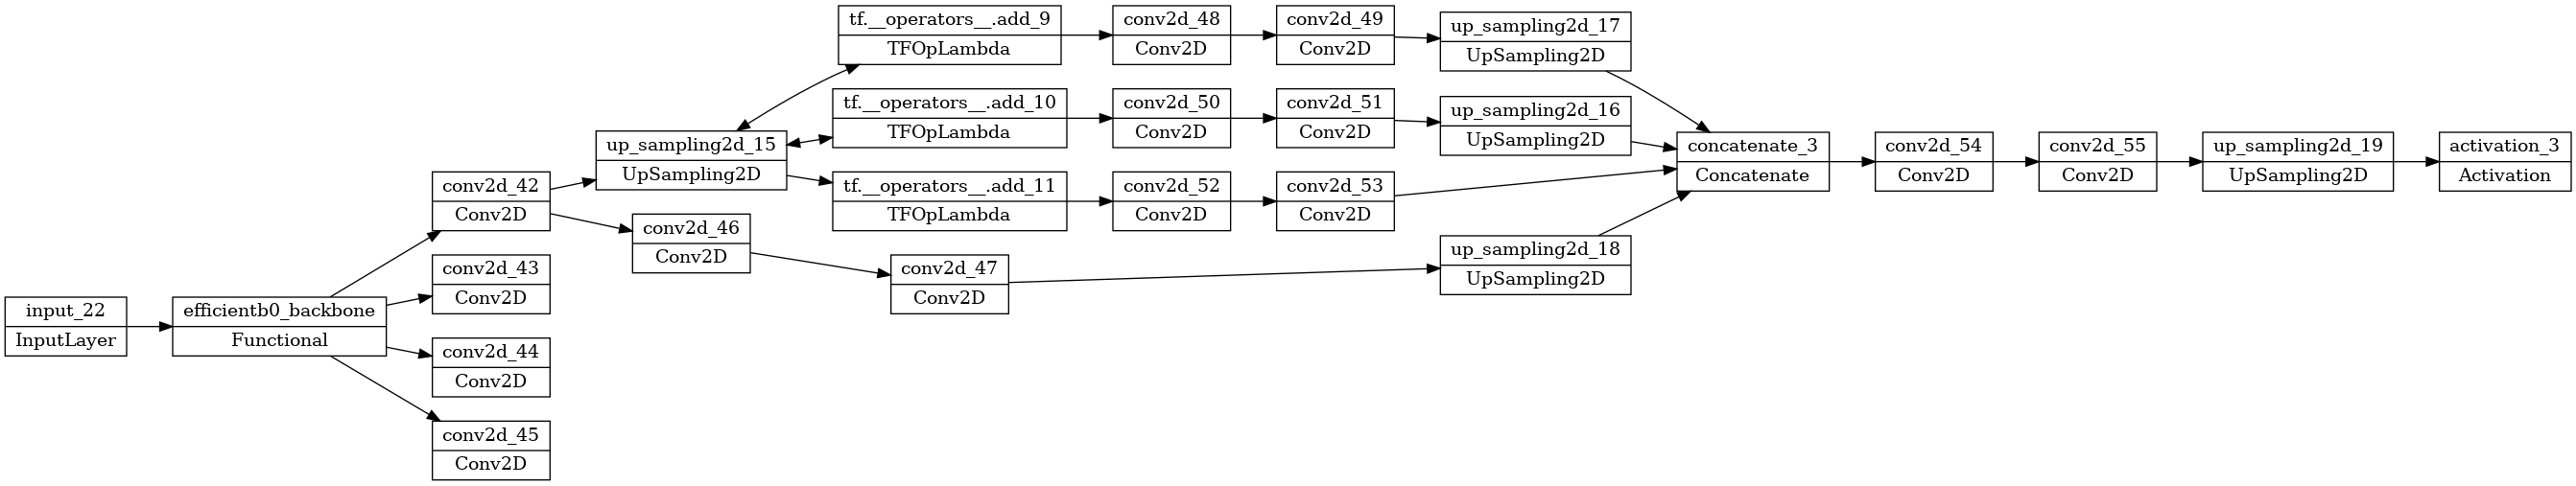 input_22
InputLayer
efficientb0_backbone
Functional
conv2d_42
Conv2D
conv2d_43
Conv2D
conv2d_44
Conv2D
conv2d_45
Conv2D
up_sampling2d_15
UpSampling2D
conv2d_46
Conv2D
tf.__operators__.add_9
TFOpLambda
tf.__operators__.add_10
TFOpLambda
tf.__operators__.add_11
TFOpLambda
conv2d_47
Conv2D
conv2d_48
Conv2D
conv2d_50
Conv2D
conv2d_52
Conv2D
conv2d_49
Conv2D
conv2d_51
Conv2D
conv2d_53
Conv2D
up_sampling2d_17
UpSampling2D
up_sampling2d_16
UpSampling2D
up_sampling2d_18
UpSampling2D
concatenate_3
Concatenate
conv2d_54
Conv2D
conv2d_55
Conv2D
up_sampling2d_19
UpSampling2D
activation_3
Activation